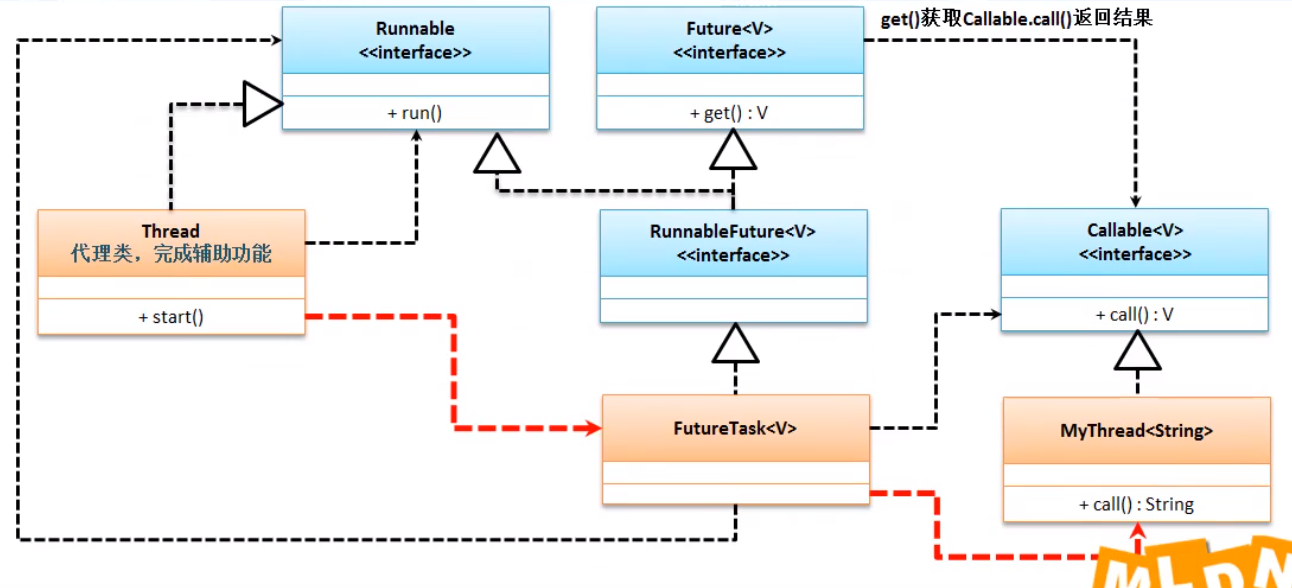 Runnable
<<interface>>
+ run()
Future<V>
<<interface>>
+ get() : V
get()获取Callable.call()返回结果
Thread
代理类，完成辅助功能
+ start()
RunnableFuture<V>
<<interface>>
Callable<V>
<<interface>>
+ call() : V
FutureTask<V>
MyThread<String>
+ call() : String
MLDN